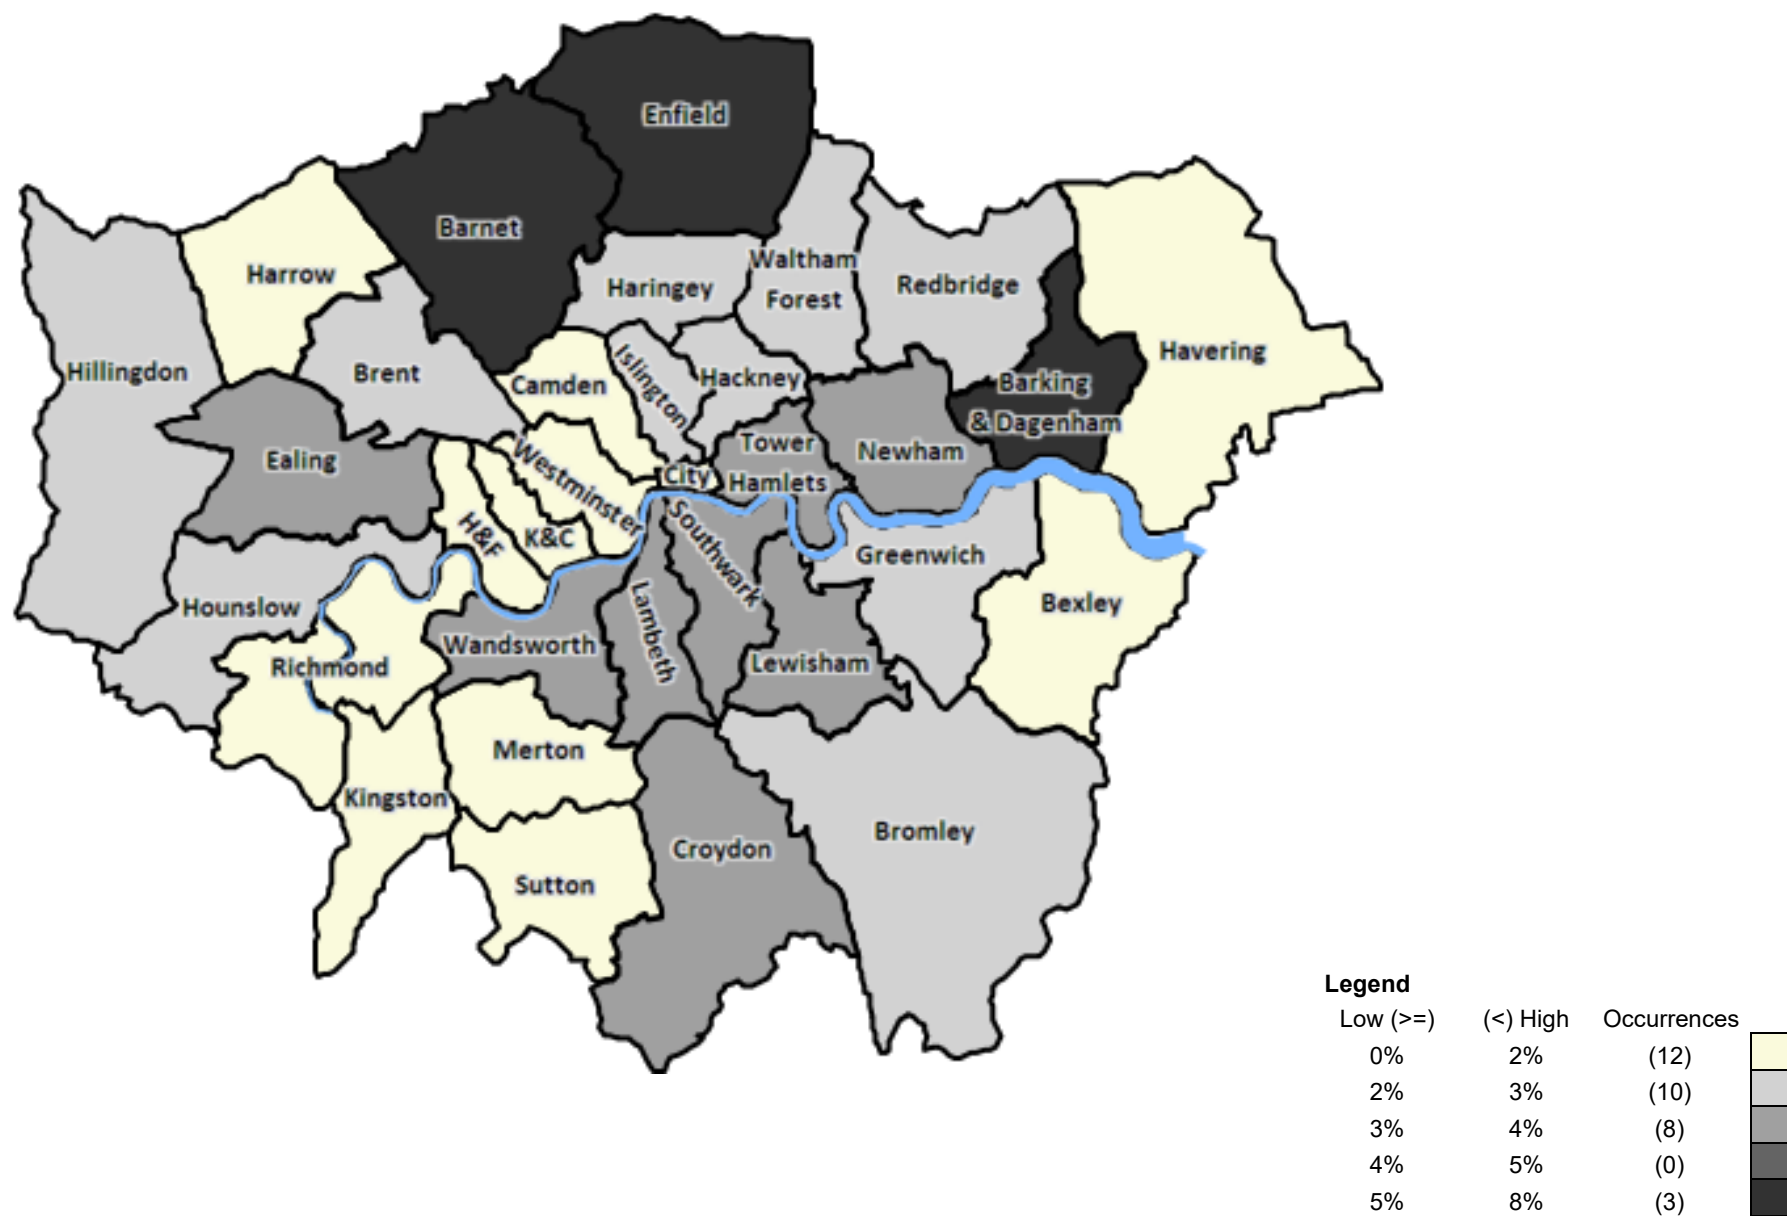 Enfield
Barnet
Harrow
Waltham
Forest
Haringey
Redbridge
Havering
Hillingdon
Brent
Camden
Islington
Hackney
Barking
& Dagenham
Ealing
Westminster
City
Tower
Hamlets
Newham
H&F
K&C
Southwark
Greenwich
Hounslow
Bexley
Richmond
Wandsworth
Lambeth
Lewisham
Merton
Kingston
Bromley
Croydon
Sutton
Legend
Low (>=) (<) High Occurrences
0% 2% (12)
2% 3% (10)
3% 4% (8)
4% 5% (0)
5% 8% (3)